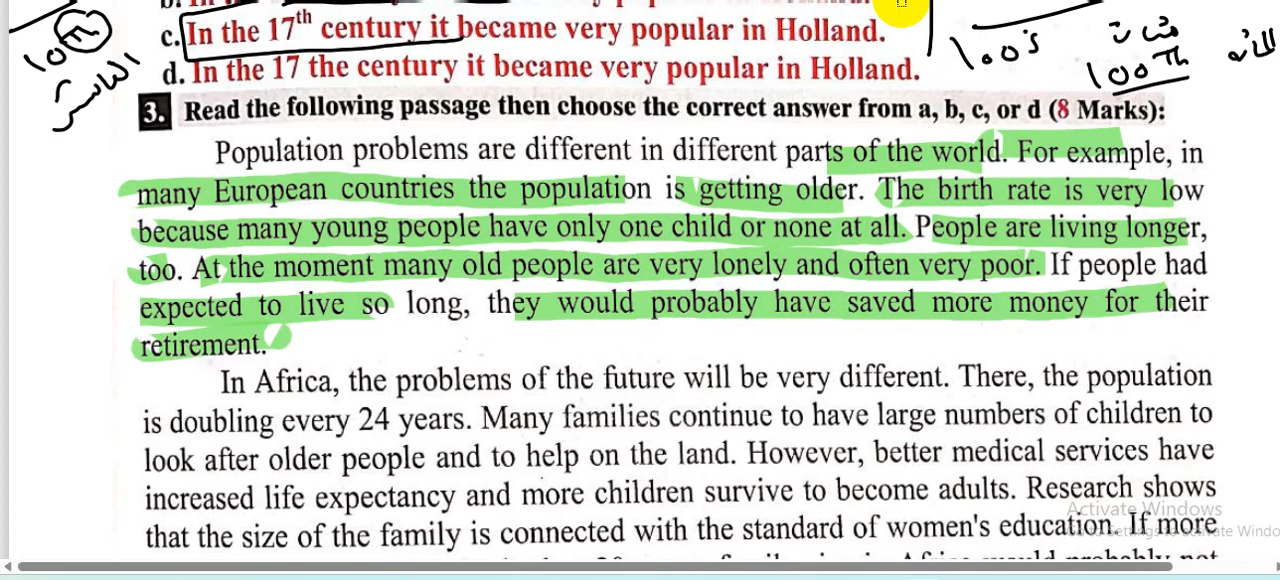 c. In the 17th century it became very popular in Holland.
d. In the 17 the century it became very popular in Holland.
100's
100th
3. Read the following passage then choose the correct answer from a, b, c, or d (8 Marks):
Population problems are different in different parts of the world. For example, in
many European countries the population is getting older. The birth rate is very low
because many young people have only one child or none at all. People are living longer,
too. At the moment many old people are very lonely and often very poor. If people had
expected to live so long, they would probably have saved more money for their
retirement.
In Africa, the problems of the future will be very different. There, the population
is doubling every 24 years. Many families continue to have large numbers of children to
look after older people and to help on the land. However, better medical services have
increased life expectancy and more children survive to become adults. Research shows
Activate Windows
that the size of the family is connected with the standard of women's education. If more